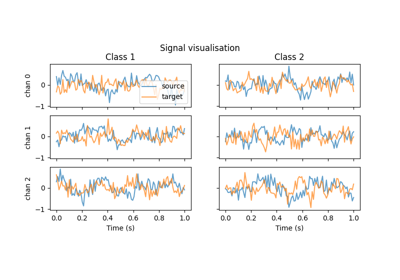 Signal visualisation
Class 1
Class 2
chan 0
0
−1
source
target
chan 1
0
−1
chan 2
0
−1
0.0 0.2 0.4 0.6 0.8 1.0
0.0 0.2 0.4 0.6 0.8 1.0
Time (s)
Time (s)